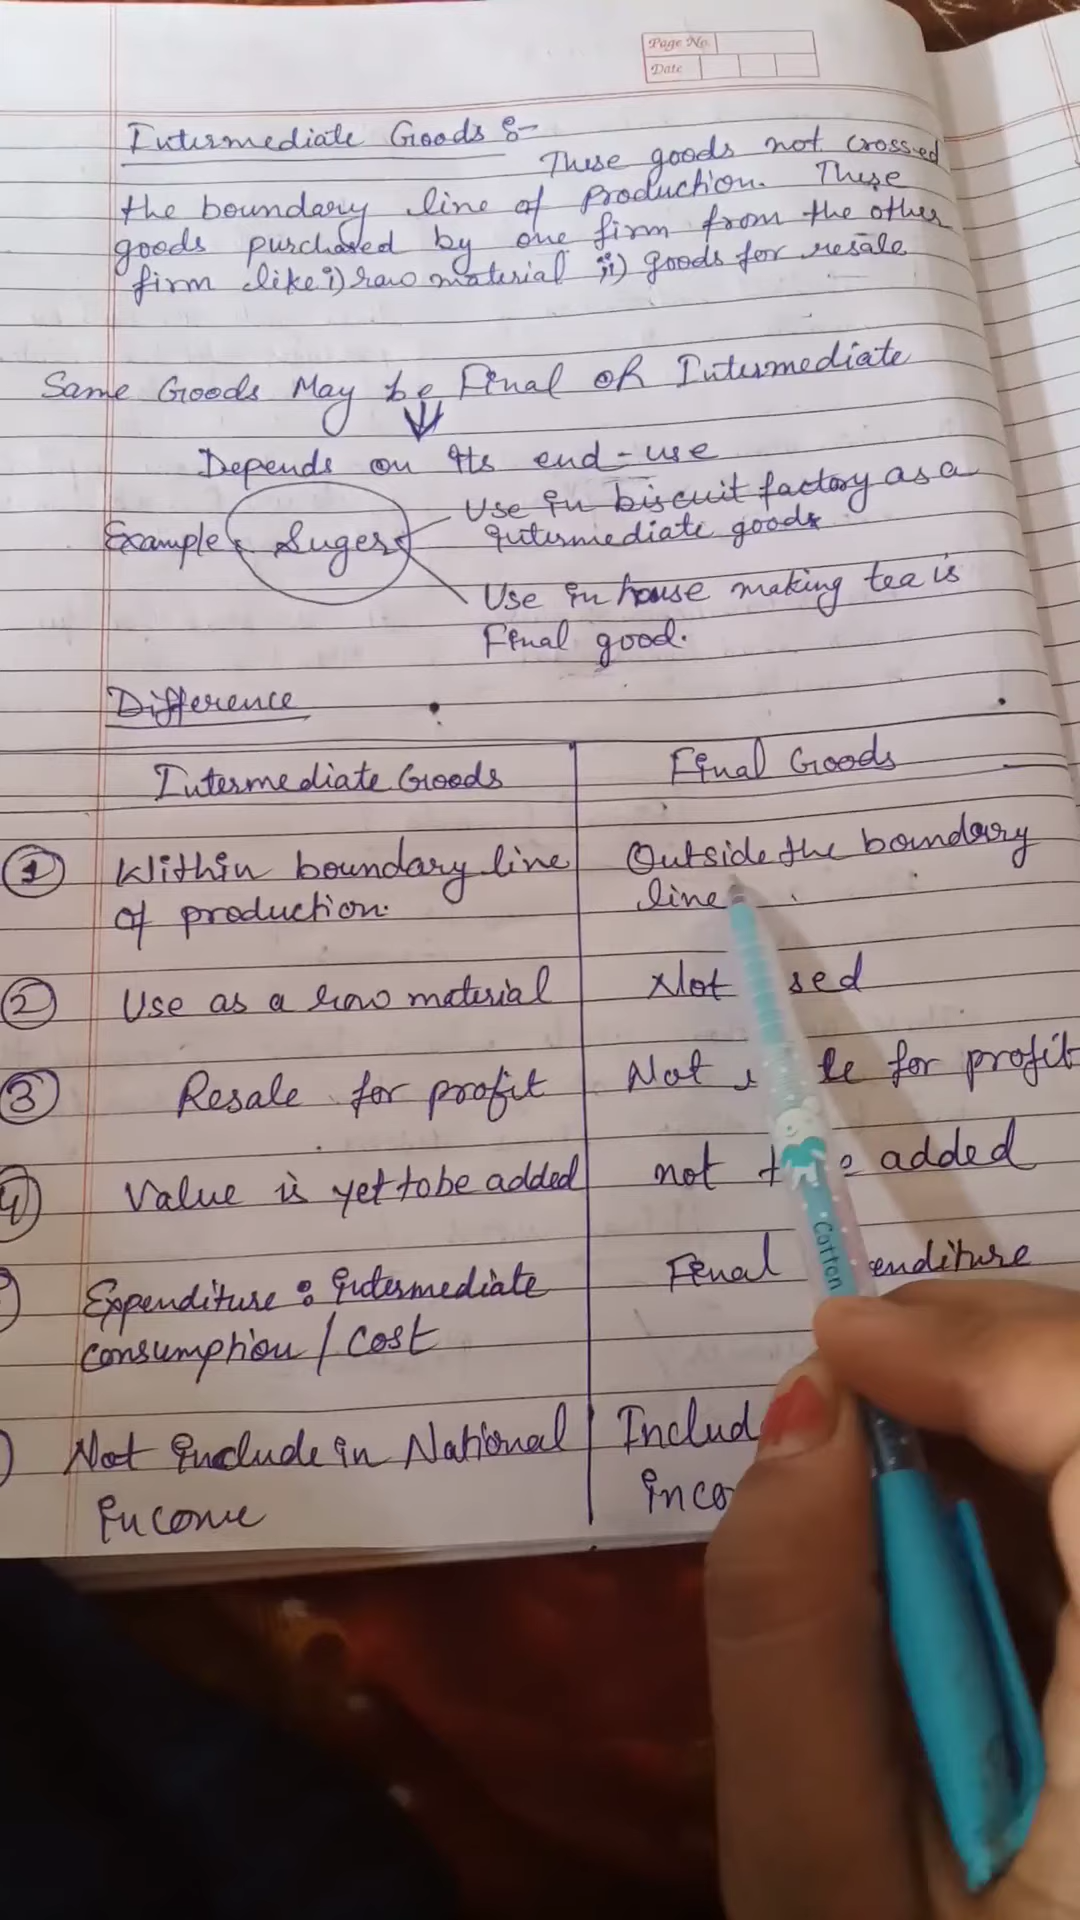 Page No.
Date
Intermediate Goods :-
These goods not crossed
the boundary line of production. These
goods purchased by one firm from the other
firm like i) raw material ii) goods for resale
Same Goods May be Final or Intermediate
Depends on its end-use
Example: Suger
Use in biscuit factory as a
intermediate goods
Use in house making tea is
Final good.
Difference
Intermediate Goods Final Goods
① Within boundary line of production. Outside the boundary line
② Use as a raw material Not
③ Resale for profit Not for profit
④ Value is yet to be added not added
Expenditure : intermediate consumption / cost Final
Not include in National income
Cotton